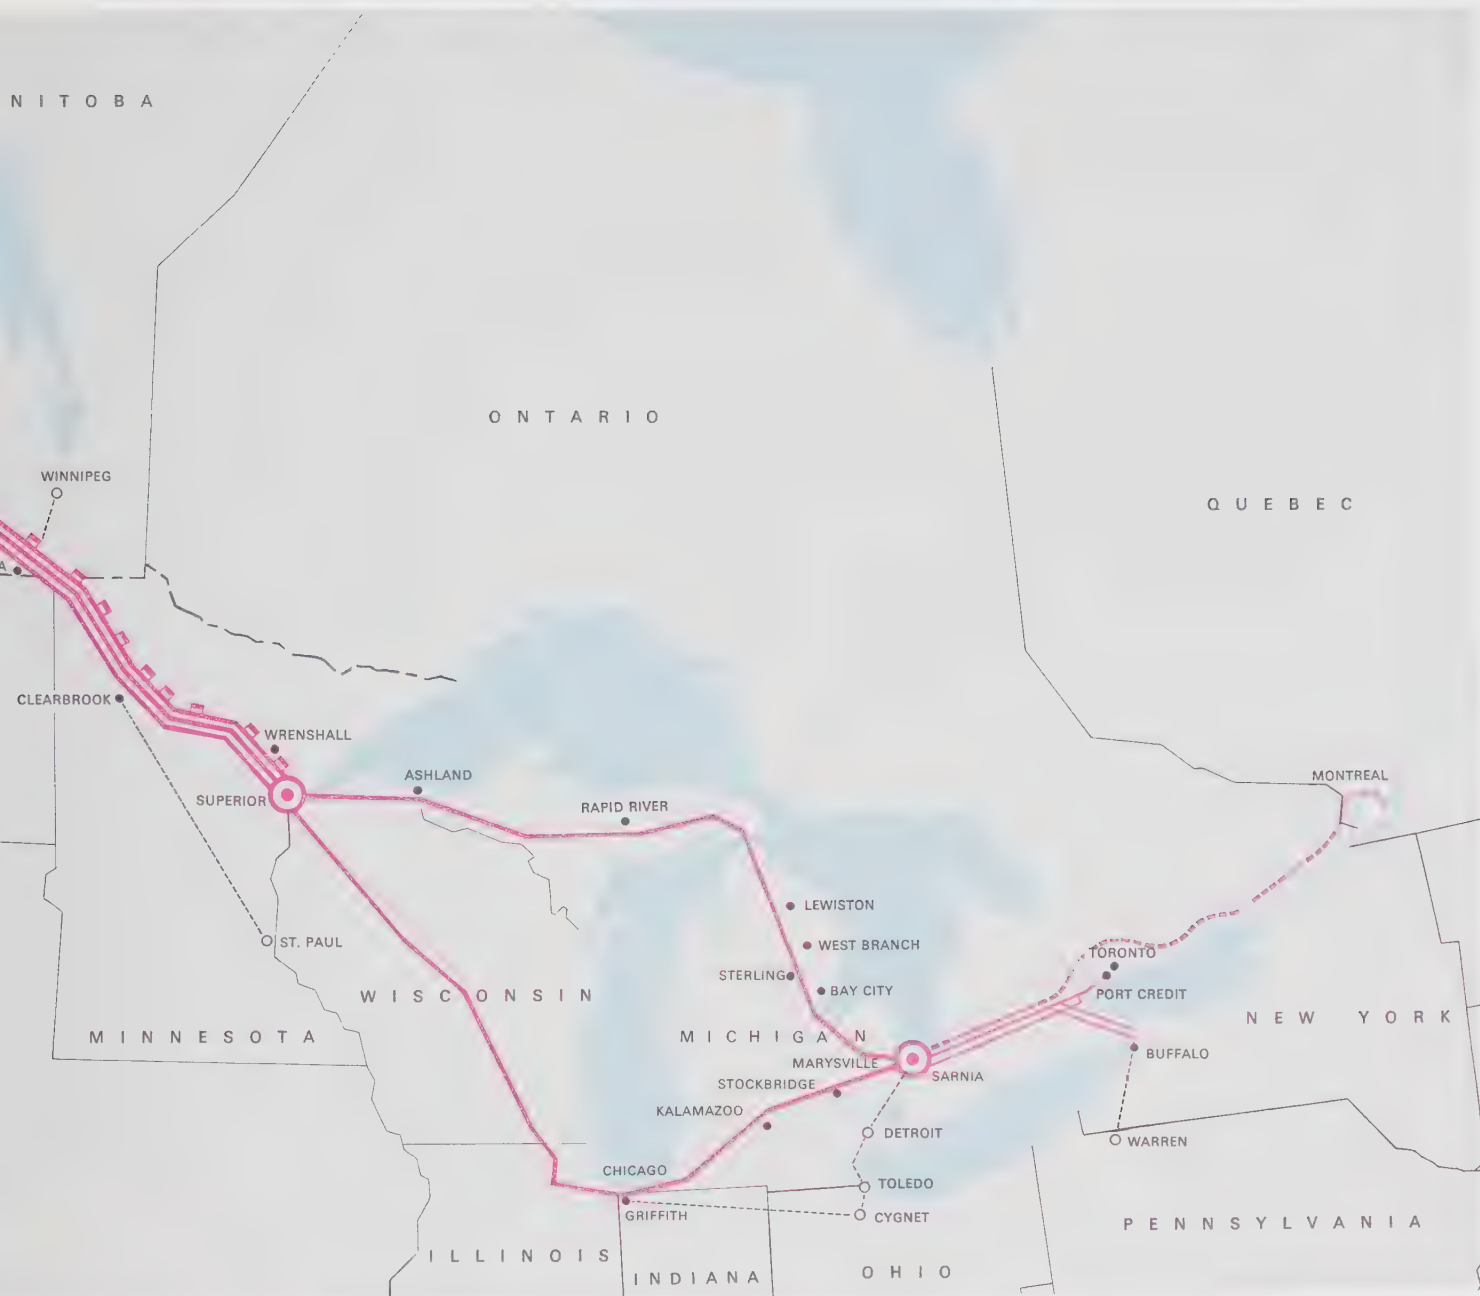 NITOBA
ONTARIO
WINNIPEG
QUEBEC
A
CLEARBROOK
WRENSHALL
ASHLAND
MONTREAL
SUPERIOR
RAPID RIVER
LEWISTON
ST. PAUL
WEST BRANCH
TORONTO
STERLING
BAY CITY
WISCONSIN
PORT CREDIT
NEW YORK
MINNESOTA
MICHIGAN
BUFFALO
MARYSVILLE
SARNIA
STOCKBRIDGE
KALAMAZOO
DETROIT
WARREN
CHICAGO
TOLEDO
GRIFFITH
CYGNET
PENNSYLVANIA
ILLINOIS
INDIANA
OHIO